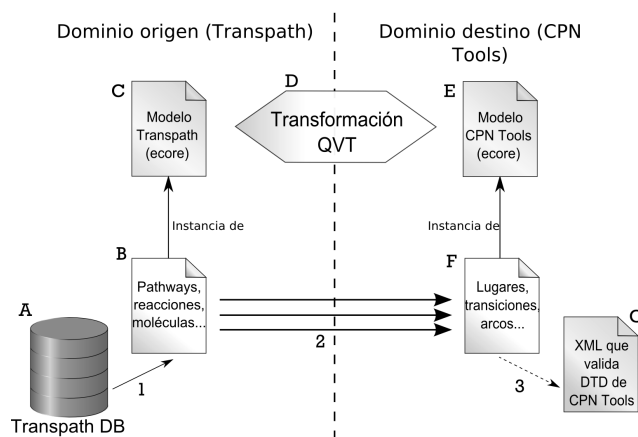 Dominio origen (Transpath)
Dominio destino (CPN
Tools)
C
Modelo
Transpath
(ecore)
D
Transformación
QVT
E
Modelo
CPN Tools
(ecore)
Instancia de
Instancia de
B
Pathways,
reacciones,
moléculas...
F
Lugares,
transiciones,
arcos...
A
Transpath DB
1
2
3
XML que
valida
DTD de
CPN Tools